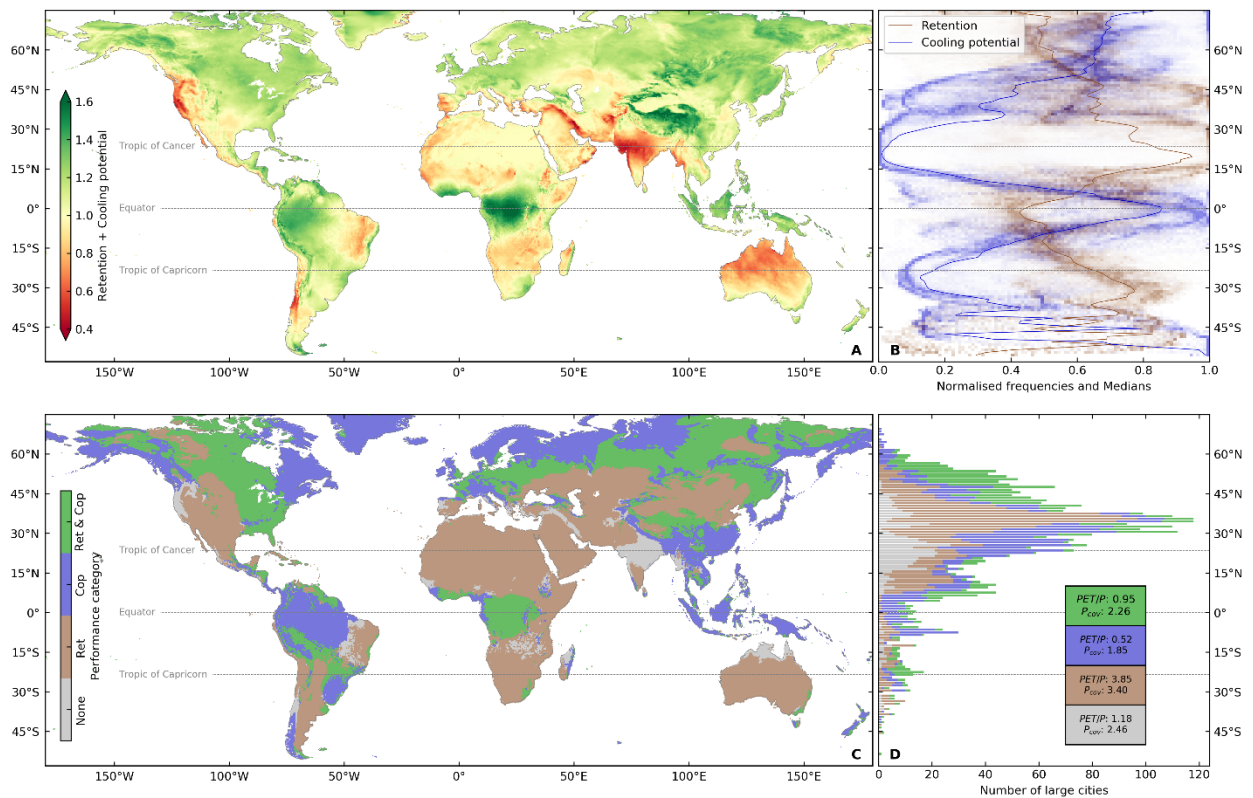 60°N
45°N
30°N
15°N
0°
15°S
30°S
45°S
1.6
1.4
1.2
1.0
0.8
0.6
0.4
Retention + Cooling potential
Tropic of Cancer
Equator
Tropic of Capricorn
A
150°W
100°W
50°W
0°
50°E
100°E
150°E
Retention
Cooling potential
B
0.0
0.2
0.4
0.6
0.8
1.0
Normalised frequencies and Medians
60°N
45°N
30°N
15°N
0°
15°S
30°S
45°S
60°N
45°N
30°N
15°N
0°
15°S
30°S
45°S
Ret & Cop
Cop
Ret
None
Performance category
Tropic of Cancer
Equator
Tropic of Capricorn
C
150°W
100°W
50°W
0°
50°E
100°E
150°E
PET/P: 0.95
Pcov: 2.26
PET/P: 0.52
Pcov: 1.85
PET/P: 3.85
Pcov: 3.40
PET/P: 1.18
Pcov: 2.46
D
0
20
40
60
80
100
120
Number of large cities
60°N
45°N
30°N
15°N
0°
15°S
30°S
45°S